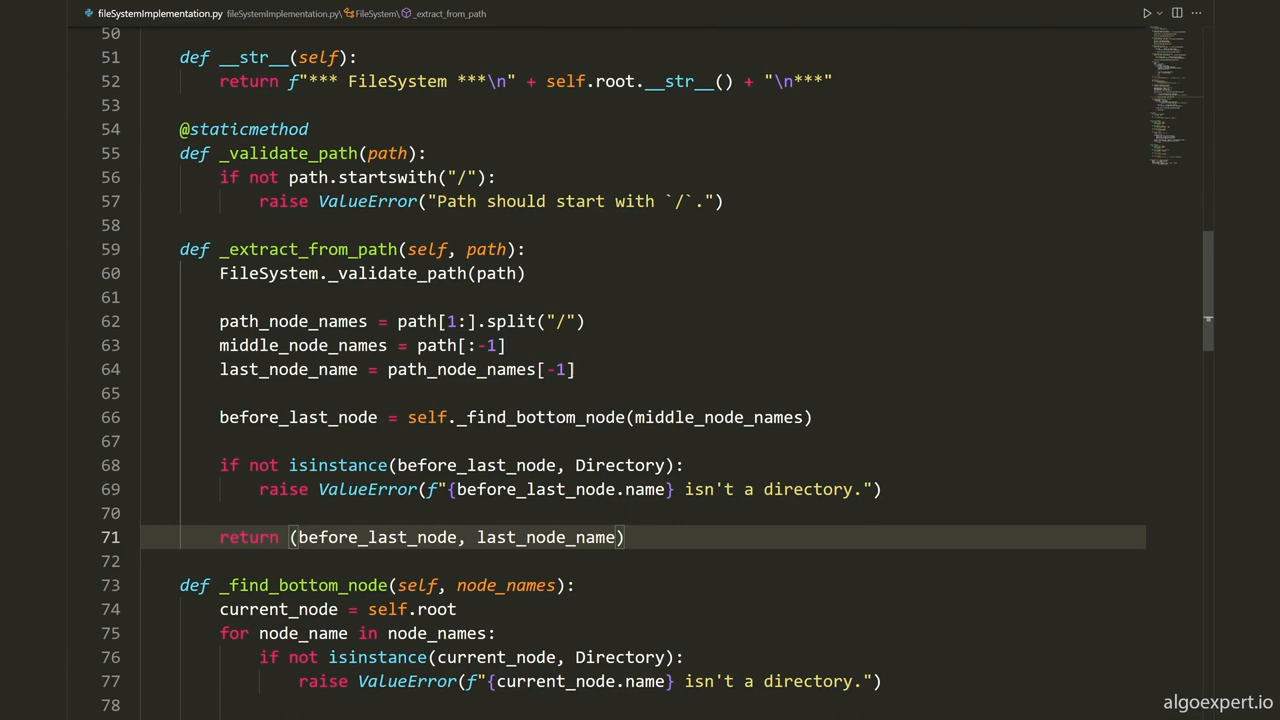 fileSystemImplementation.py fileSystemImplementation.py\FileSystem\_extract_from_path
50
51 def __str__(self):
52 return f"*** FileSystem ***\n" + self.root.__str__() + "\n***"
53
54 @staticmethod
55 def _validate_path(path):
56 if not path.startswith("/"):
57 raise ValueError("Path should start with `/`.")
58
59 def _extract_from_path(self, path):
60 FileSystem._validate_path(path)
61
62 path_node_names = path[1:].split("/")
63 middle_node_names = path[:-1]
64 last_node_name = path_node_names[-1]
65
66 before_last_node = self._find_bottom_node(middle_node_names)
67
68 if not isinstance(before_last_node, Directory):
69 raise ValueError(f"{before_last_node.name} isn't a directory.")
70
71 return (before_last_node, last_node_name)
72
73 def _find_bottom_node(self, node_names):
74 current_node = self.root
75 for node_name in node_names:
76 if not isinstance(current_node, Directory):
77 raise ValueError(f"{current_node.name} isn't a directory.")
78
algoexpert.io